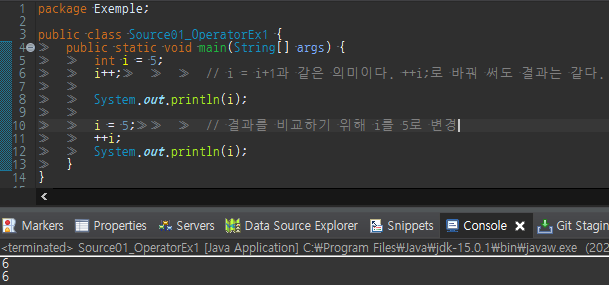 1 package Exemple;
2
3 public class Source01_OperatorEx1 {
4 public static void main(String[] args) {
5 int i = 5;
6 i++; // i = i+1과 같은 의미이다. ++i;로 바꿔 써도 결과는 같다.
7
8 System.out.println(i);
9
10 i = 5; // 결과를 비교하기 위해 i를 5로 변경
11 ++i;
12 System.out.println(i);
13 }
14 }
Markers Properties Servers Data Source Explorer Snippets Console Git Staging
<terminated> Source01_OperatorEx1 [Java Application] C:₩Program Files₩Java₩jdk-15.0.1₩bin₩javaw.exe (202
6
6